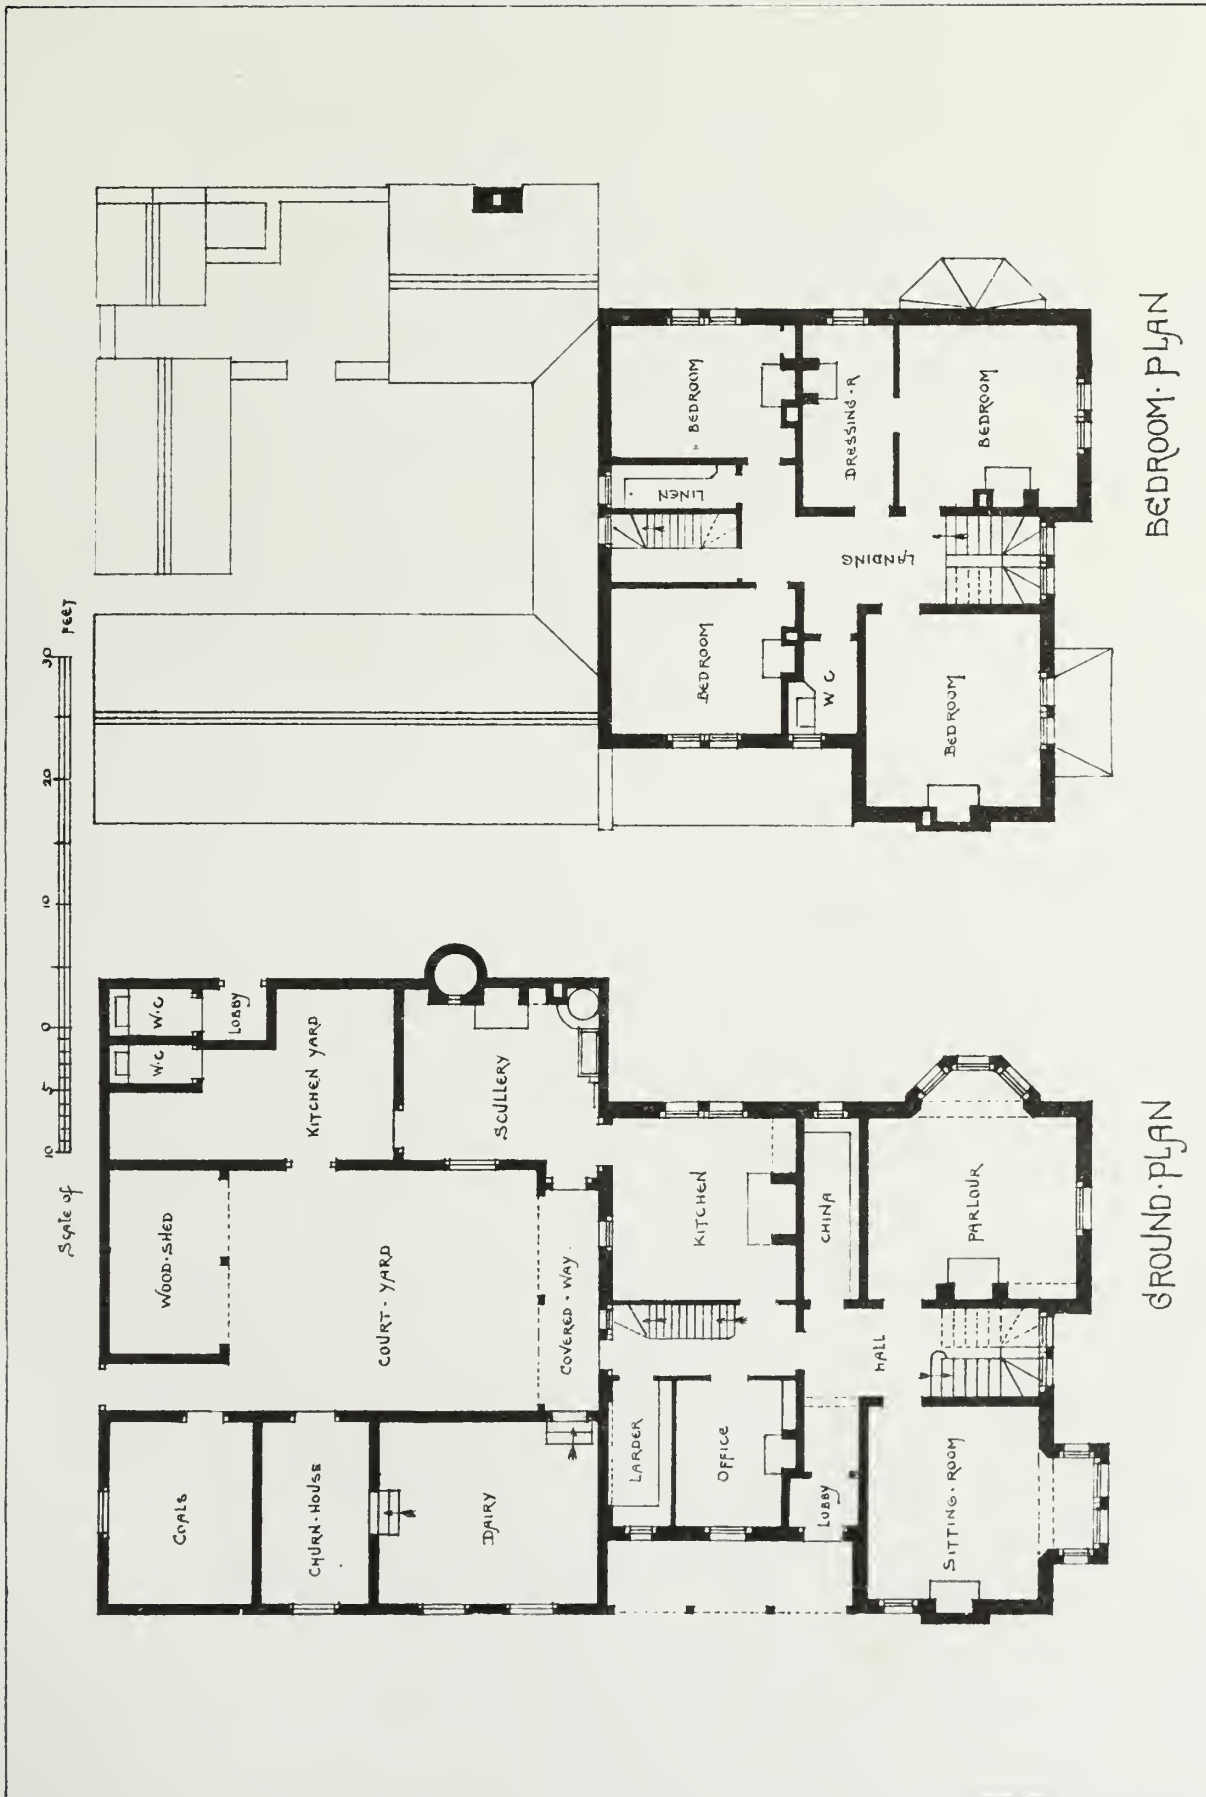 Scale of
10 5 0 10 20 30 FEET
COALS
WOOD·SHED
W·C
W·C
LOBBY
CHURN·HOUSE
COURT·YARD
KITCHEN YARD
DAIRY
COVERED·WAY
SCULLERY
LARDER
OFFICE
KITCHEN
LOBBY
HALL
CHINA
SITTING·ROOM
PARLOUR
GROUND·PLAN
BEDROOM
LINEN
BEDROOM
W C
LANDING
DRESSING·R
BEDROOM
BEDROOM
BEDROOM·PLAN